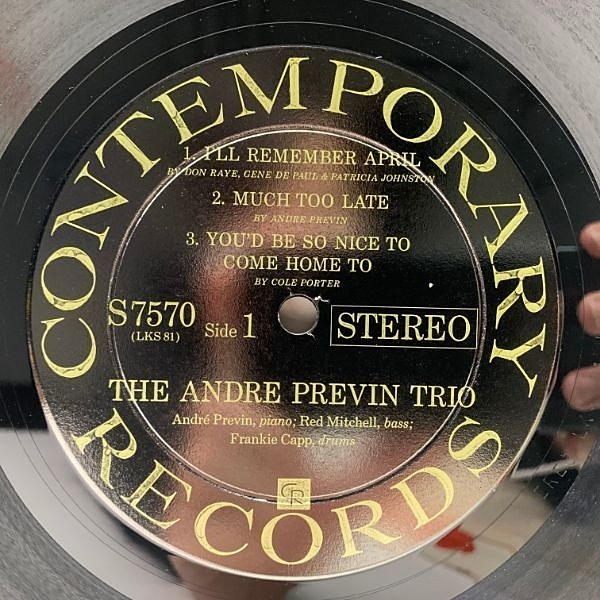 CONTEMPORARY
1. I'LL REMEMBER APRIL
BY DON RAYE, GENE DE PAUL & PATRICIA JOHNSTON
2. MUCH TOO LATE
BY ANDRE PREVIN
3. YOU'D BE SO NICE TO
COME HOME TO
BY COLE PORTER
S 7570
(LKS 81)
Side 1
STEREO
THE ANDRE PREVIN TRIO
André Previn, piano; Red Mitchell, bass;
Frankie Capp, drums
CR
RECORDS